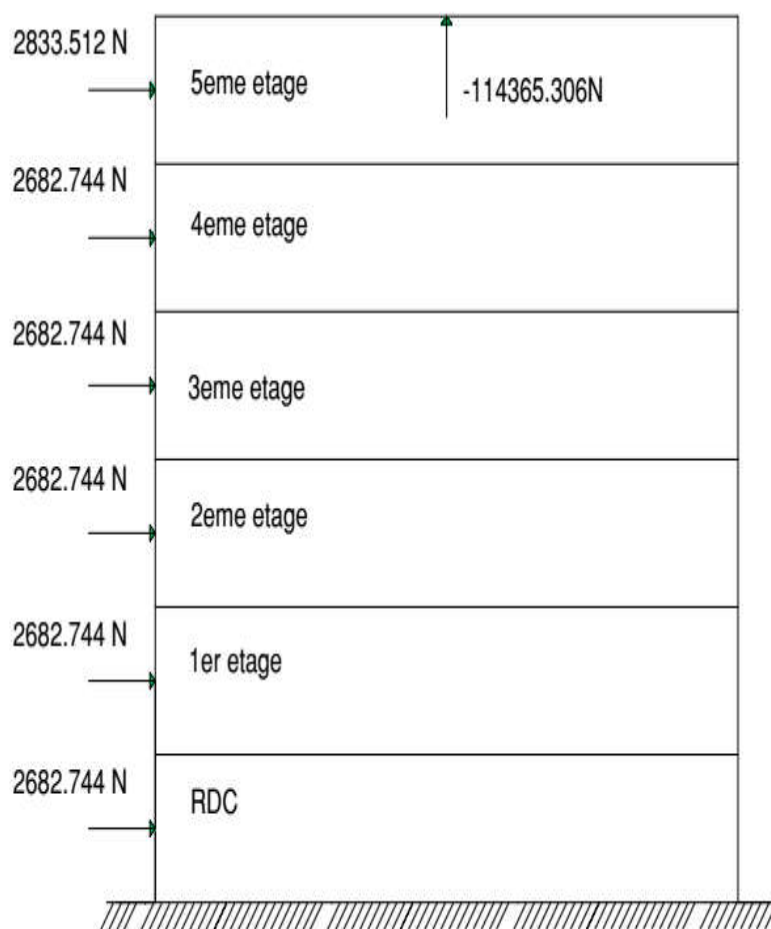 2833.512 N
5eme etage
-114365.306N
2682.744 N
4eme etage
2682.744 N
3eme etage
2682.744 N
2eme etage
2682.744 N
1er etage
2682.744 N
RDC